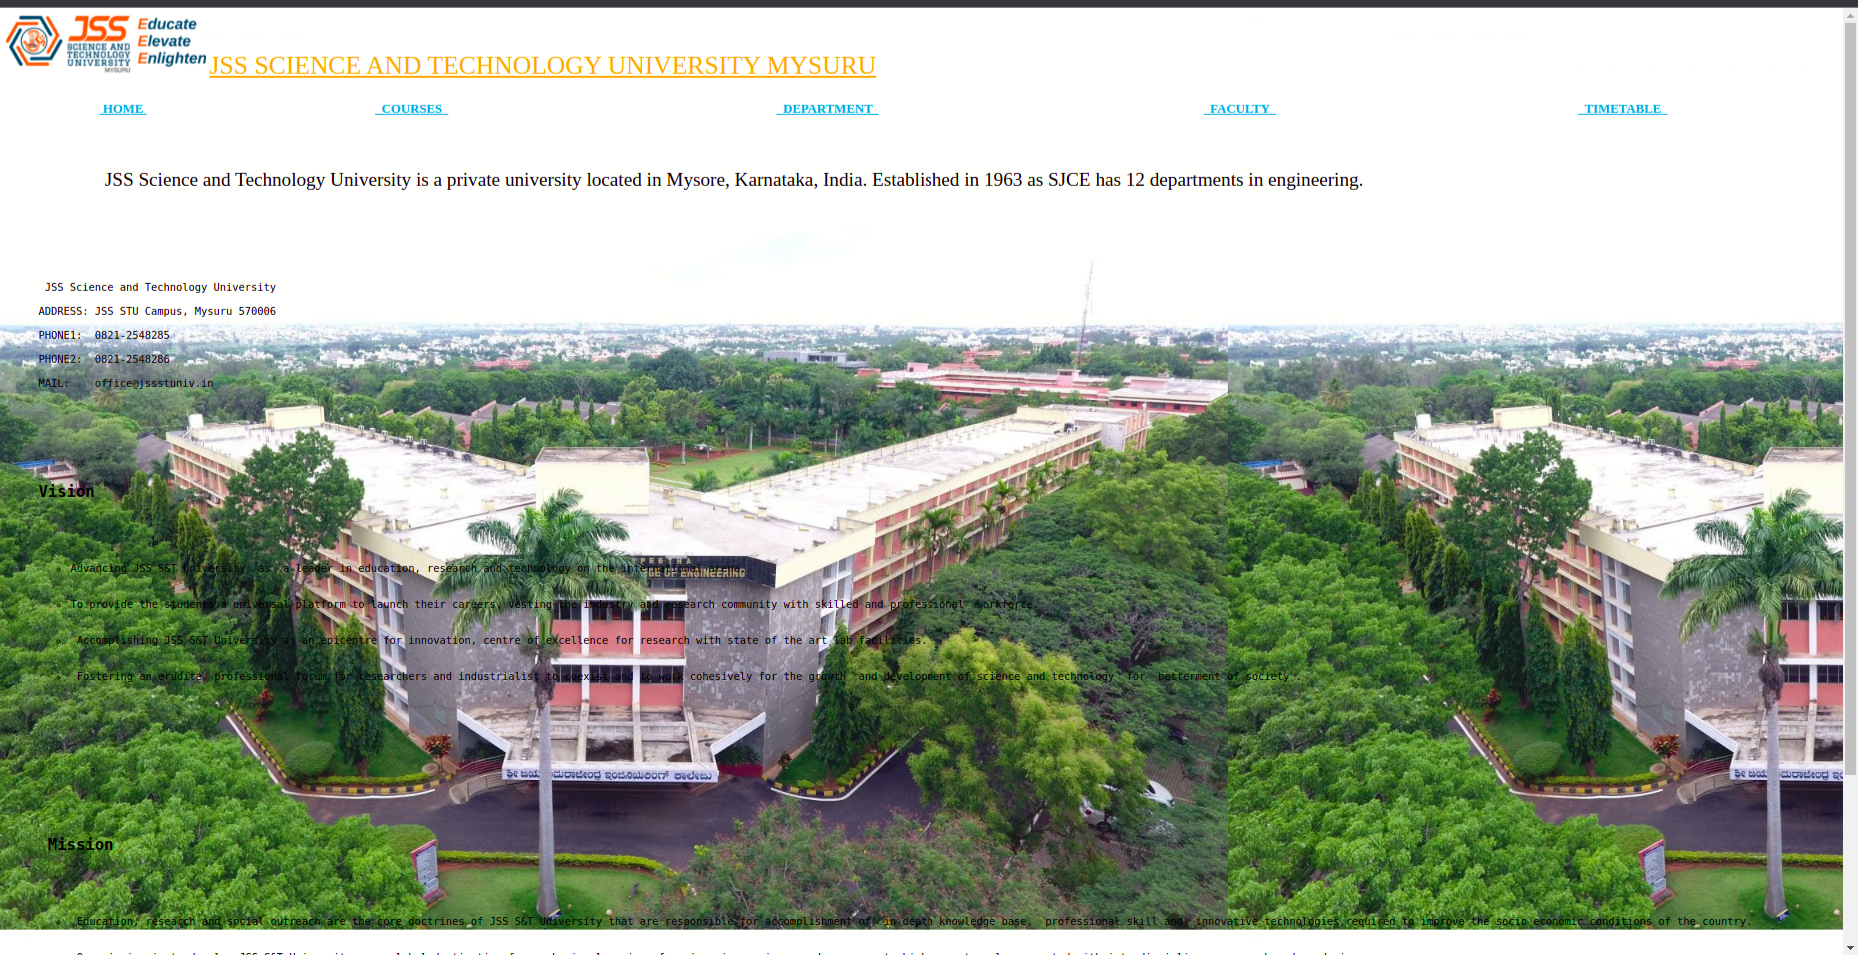 JSS
SCIENCE AND
TECHNOLOGY
UNIVERSITY
MYSURU
Educate
Elevate
Enlighten
JSS SCIENCE AND TECHNOLOGY UNIVERSITY MYSURU
HOME COURSES DEPARTMENT FACULTY TIMETABLE
JSS Science and Technology University is a private university located in Mysore, Karnataka, India. Established in 1963 as SJCE has 12 departments in engineering.
JSS Science and Technology University
ADDRESS: JSS STU Campus, Mysuru 570006
PHONE1: 0821-2548285
PHONE2: 0821-2548286
MAIL: office@jssstuniv.in
Vision
Advancing JSS S&T University as a leader in education, research and technology on the international arena.
GE OF ENGINEERING
To provide the students a universal platform to launch their careers, vesting the industry and research community with skilled and professional workforce.
Accomplishing JSS S&T University as an epicentre for innovation, centre of excellence for research with state of the art lab facilities.
Fostering an erudite, professional forum for researchers and industrialist to coexist and to work cohesively for the growth and development of science and technology for betterment of society.
ಶ್ರೀ ಜಯಚಾಮರಾಜೇಂದ್ರ ಇಂಜಿನಿಯರಿಂಗ್ ಕಾಲೇಜು
Mission
Education, research and social outreach are the core doctrines of JSS S&T University that are responsible for accomplishment of in-depth knowledge base, professional skill and innovative technologies required to improve the socio economic conditions of the country.